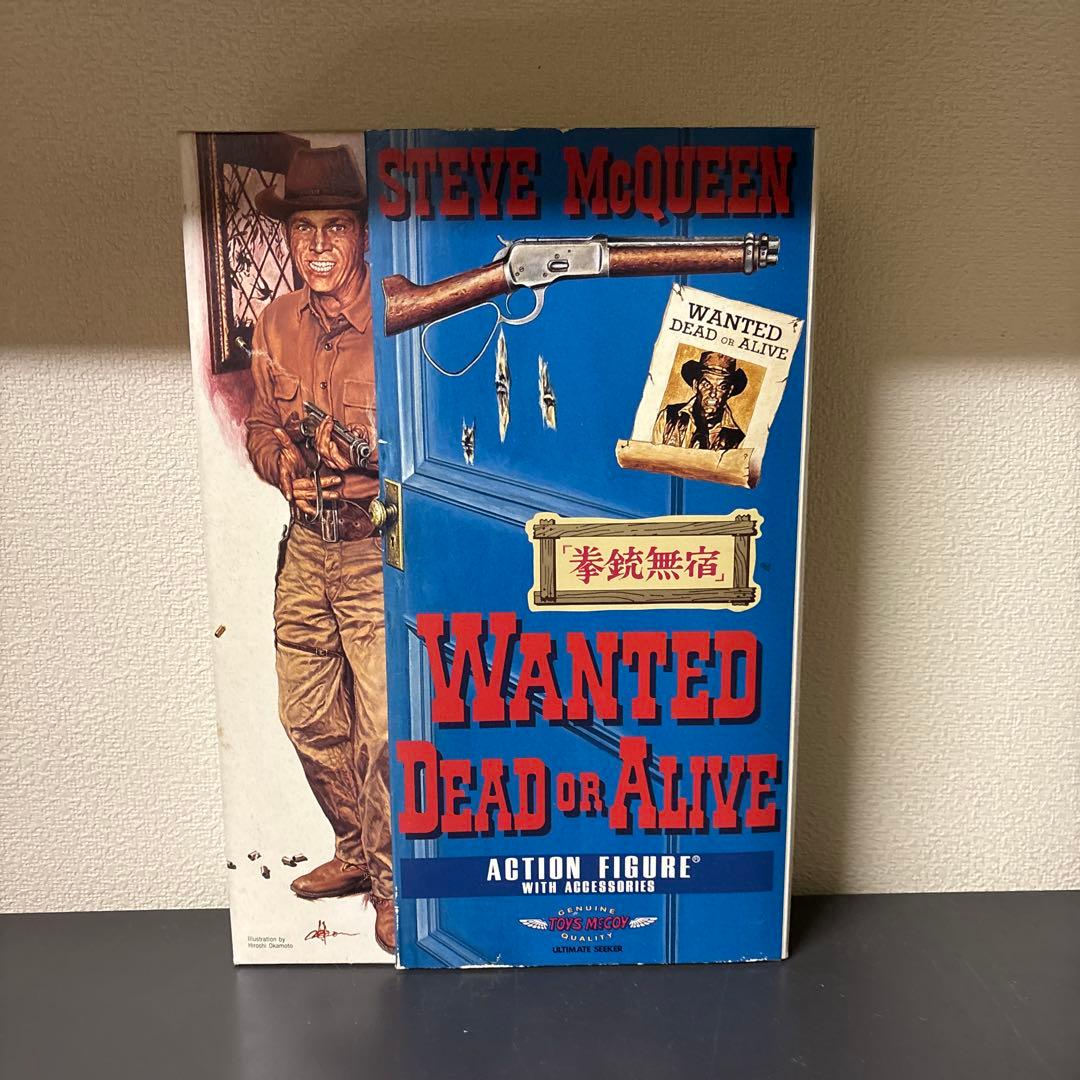 STEVE McQUEEN
WANTED
DEAD OR ALIVE
「拳銃無宿」
WANTED
DEAD OR ALIVE
ACTION FIGURE®
WITH ACCESSORIES
GENUINE
TOYS McCOY
QUALITY
ULTIMATE SEEKER
Illustration by
Hiroshi Okamoto